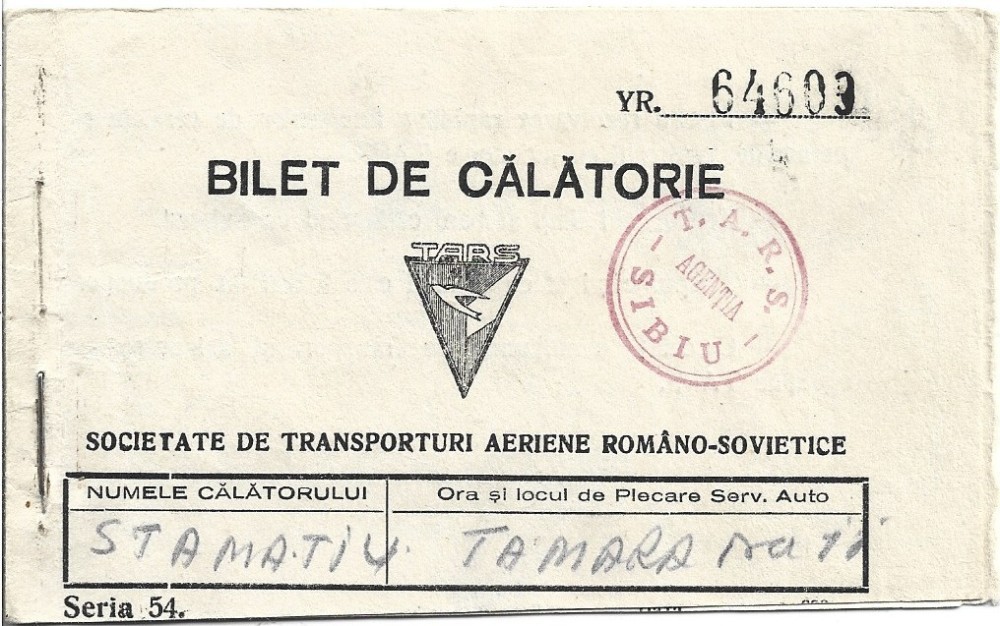 YR. 64609
BILET DE CĂLĂTORIE
TARS
T. A. R. S.
AGENȚIA
SIBIU
SOCIETATE DE TRANSPORTURI AERIENE ROMÂNO-SOVIETICE
NUMELE CĂLĂTORULUI Ora și locul de Plecare Serv. Auto
STAMATIU TAMARA
Seria 54.